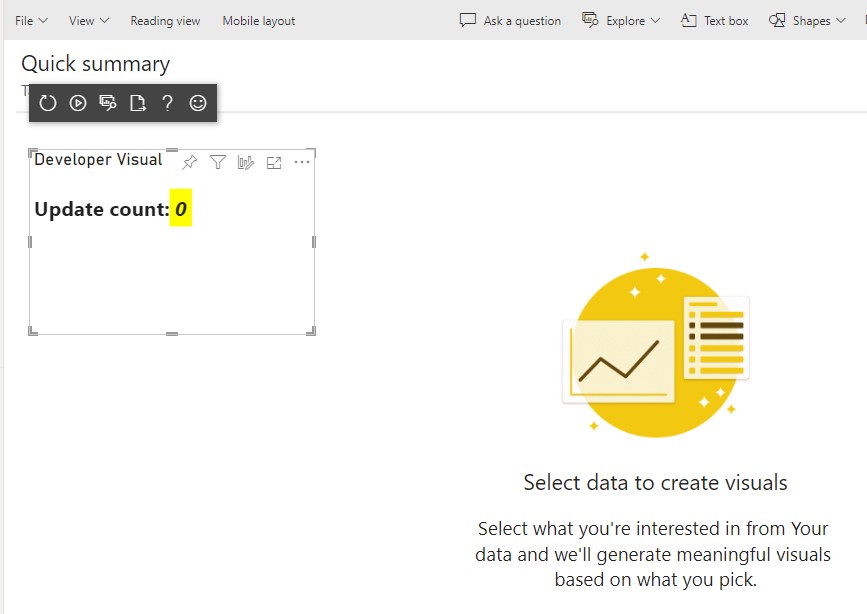 File View Reading view Mobile layout Ask a question Explore Text box Shapes
Quick summary
?
Developer Visual
Update count: 0
Select data to create visuals
Select what you're interested in from Your
data and we'll generate meaningful visuals
based on what you pick.